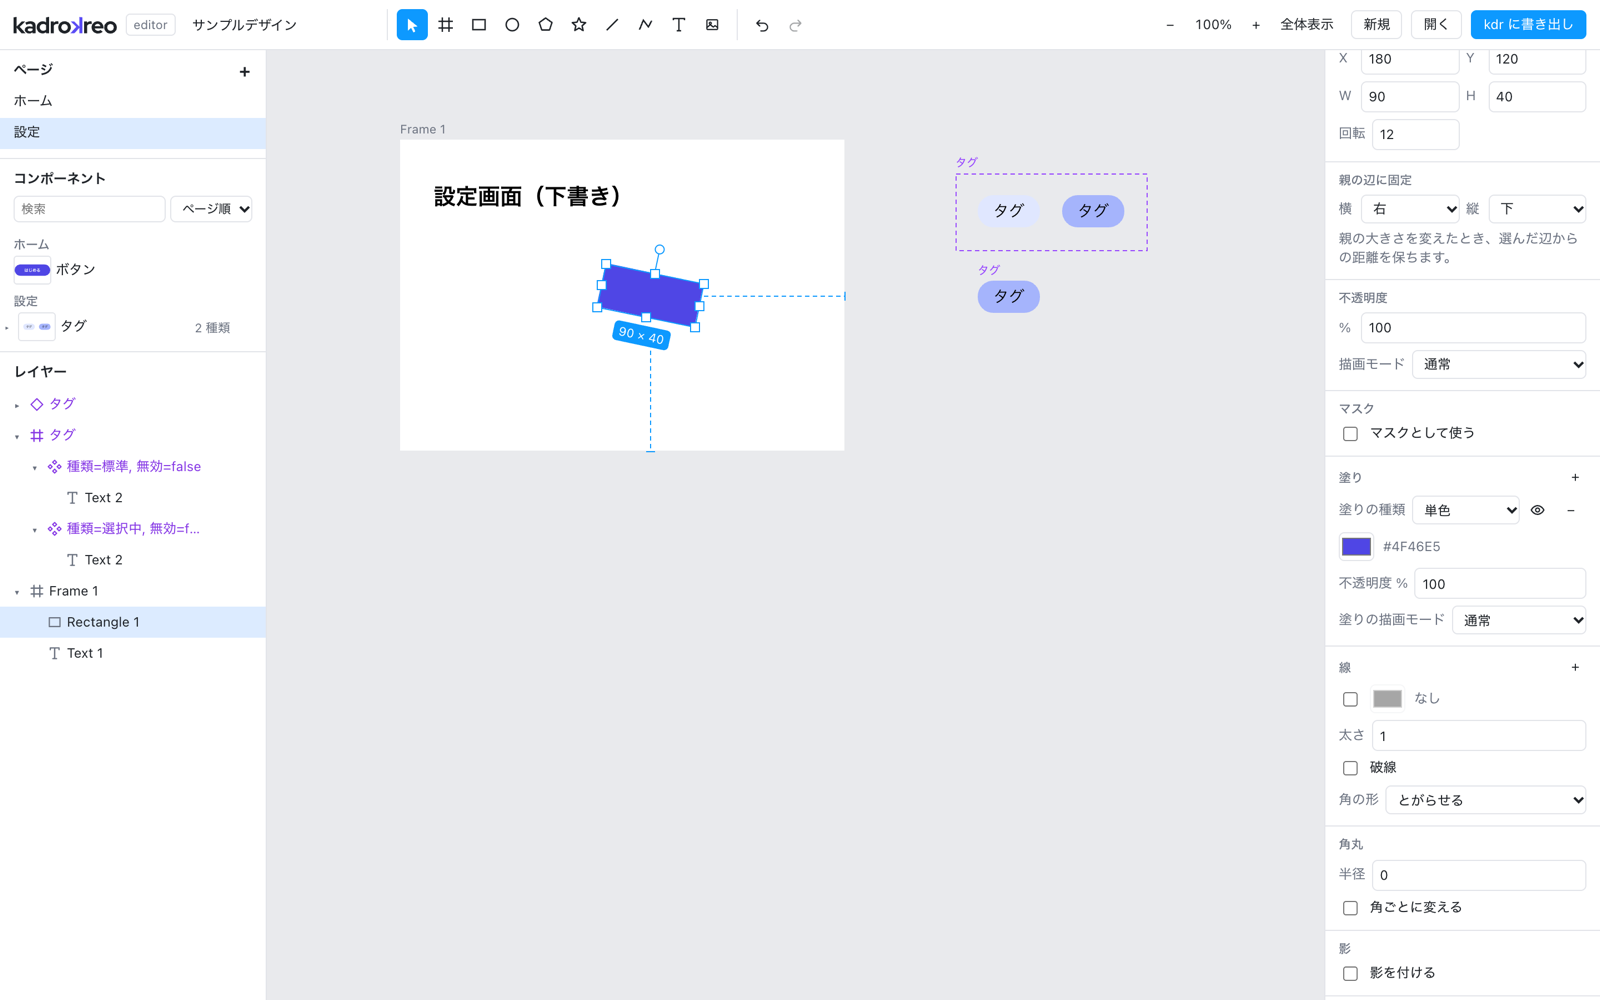 kadrokreo
editor
サンプルデザイン
100%
全体表示
新規
開く
kdr に書き出し
ページ
ホーム
設定
コンポーネント
検索
ページ順
ホーム
はじめる
ボタン
設定
タグ
2 種類
レイヤー
タグ
タグ
種類=標準, 無効=false
Text 2
種類=選択中, 無効=f...
Text 2
Frame 1
Rectangle 1
Text 1
Frame 1
設定画面（下書き）
90 × 40
タグ
タグ
タグ
タグ
タグ
X 180 Y 120
W 90 H 40
回転 12
親の辺に固定
横 右 縦 下
親の大きさを変えたとき、選んだ辺から
の距離を保ちます。
不透明度
% 100
描画モード 通常
マスク
マスクとして使う
塗り
塗りの種類 単色
#4F46E5
不透明度 % 100
塗りの描画モード 通常
線
なし
太さ 1
破線
角の形 とがらせる
角丸
半径 0
角ごとに変える
影
影を付ける